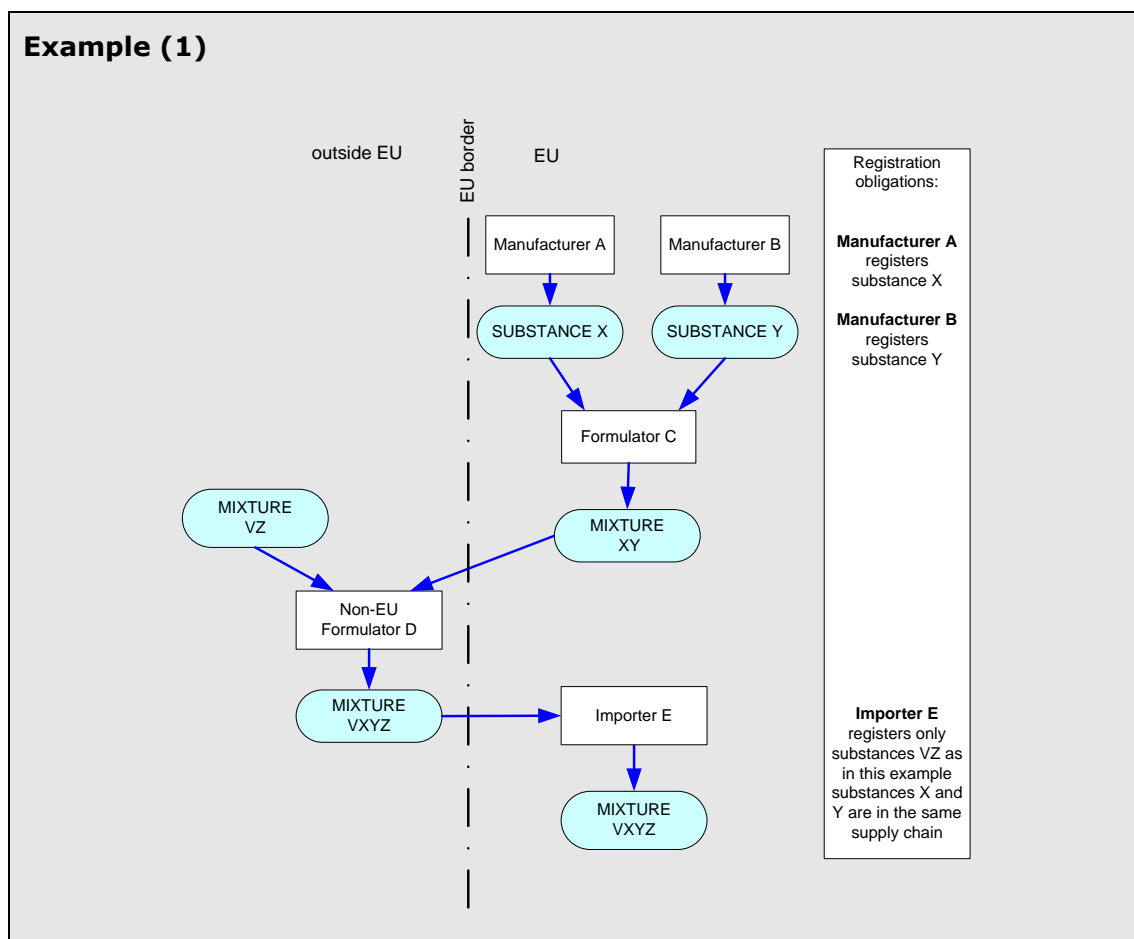 Example (1)
outside EU
EU border
EU
Registration
obligations:
Manufacturer A
Manufacturer B
Manufacturer A
registers
substance X
SUBSTANCE X
SUBSTANCE Y
Manufacturer B
registers
substance Y
Formulator C
MIXTURE
VZ
MIXTURE
XY
Non-EU
Formulator D
MIXTURE
VXYZ
Importer E
Importer E
registers only
substances VZ as
in this example
substances X and
Y are in the same
supply chain
MIXTURE
VXYZ